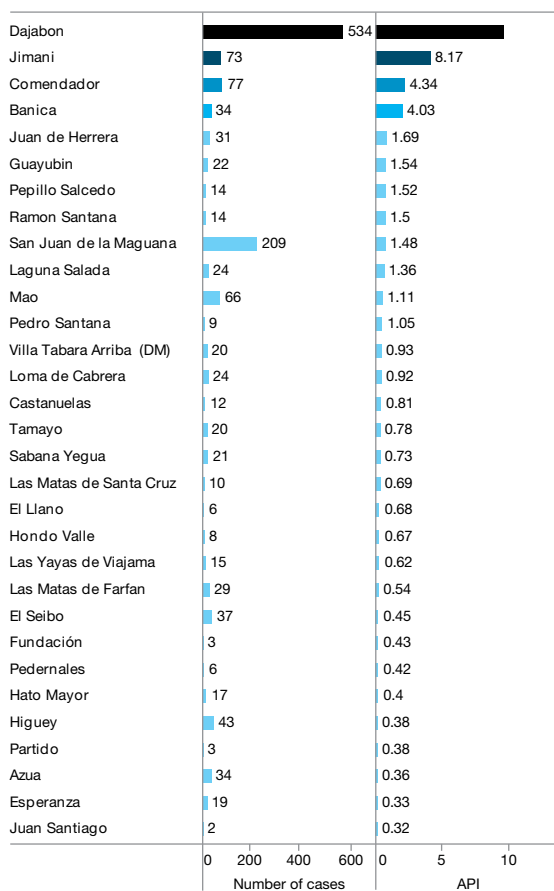 Dajabon 534
Jimani 73 8.17
Comendador 77 4.34
Banica 34 4.03
Juan de Herrera 31 1.69
Guayubin 22 1.54
Pepillo Salcedo 14 1.52
Ramon Santana 14 1.5
San Juan de la Maguana 209 1.48
Laguna Salada 24 1.36
Mao 66 1.11
Pedro Santana 9 1.05
Villa Tabara Arriba (DM) 20 0.93
Loma de Cabrera 24 0.92
Castanuelas 12 0.81
Tamayo 20 0.78
Sabana Yegua 21 0.73
Las Matas de Santa Cruz 10 0.69
El Llano 6 0.68
Hondo Valle 8 0.67
Las Yayas de Viajama 15 0.62
Las Matas de Farfan 29 0.54
El Seibo 37 0.45
Fundación 3 0.43
Pedernales 6 0.42
Hato Mayor 17 0.4
Higuey 43 0.38
Partido 3 0.38
Azua 34 0.36
Esperanza 19 0.33
Juan Santiago 2 0.32
0 200 400 600 0 5 10
Number of cases API